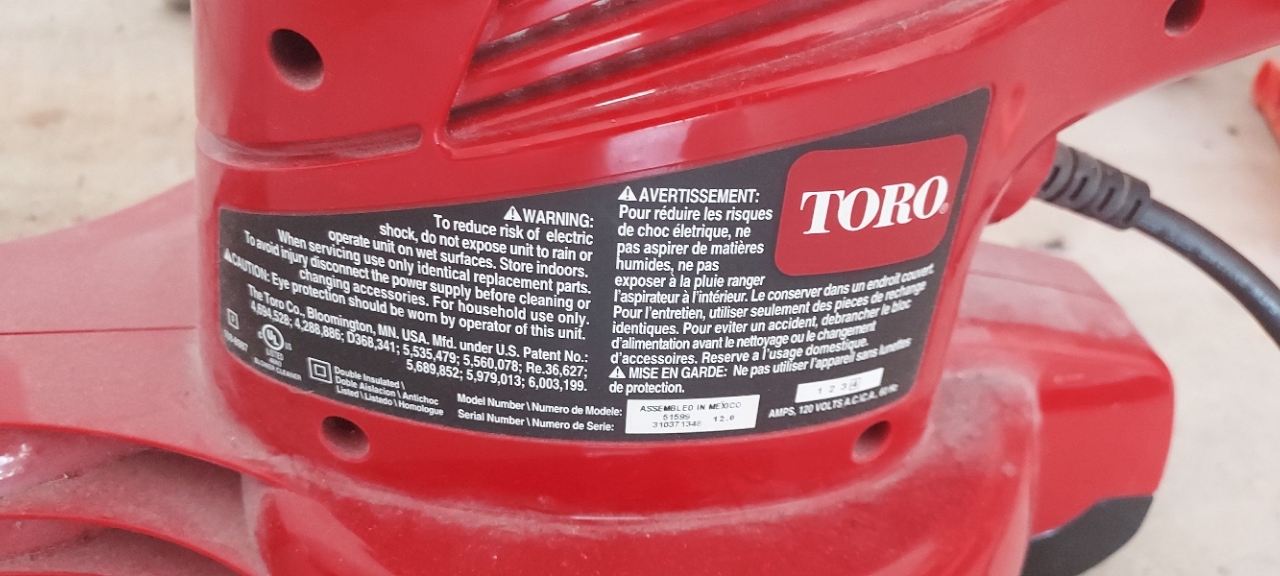 ⚠WARNING:
To reduce risk of electric
shock, do not expose unit to rain or
operate unit on wet surfaces. Store indoors.
When servicing use only identical replacement parts.
To avoid injury disconnect the power supply before cleaning or
changing accessories. For household use only.
⚠CAUTION: Eye protection should be worn by operator of this unit.
The Toro Co., Bloomington, MN. USA. Mfd. under U.S. Patent No.:
4,694,528; 4,288,886; D368,341; 5,535,479; 5,560,078; Re.36,627;
5,689,852; 5,979,013; 6,003,199.
UL
LISTED
Double Insulated \
Doble Aislacion \ Antichoc
Listed \ Listado \ Homologue
Model Number \ Numero de Modele:
Serial Number \ Numero de Serie:
ASSEMBLED IN MEXICO
51599 12.0
310371348
⚠ AVERTISSEMENT:
Pour réduire les risques
de choc életrique, ne
pas aspirer de matières
humides, ne pas
exposer à la pluie ranger
l'aspirateur à l'intérieur. Le conserver dans un endroit couvert.
Pour l'entretien, utiliser seulement des pieces de rechange
identiques. Pour eviter un accident, debrancher le bloc
d'alimentation avant le nettoyage ou le changement
d'accessoires. Reserve a l'usage domestique.
⚠ MISE EN GARDE: Ne pas utiliser l'appareil sans lunettes
de protection.
1 2 3 4
AMPS, 120 VOLTS A.C./C.A, 60 Hz
TORO®